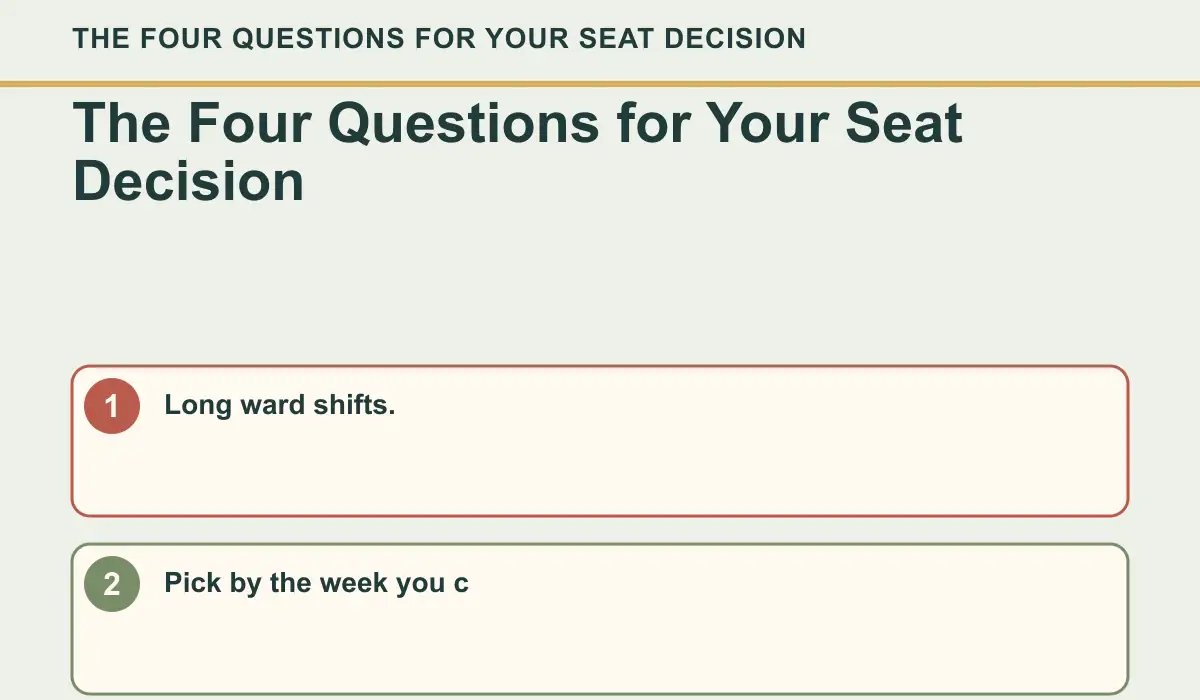 THE FOUR QUESTIONS FOR YOUR SEAT DECISION
The Four Questions for Your Seat
Decision
1
Long ward shifts.
2
Pick by the week you c